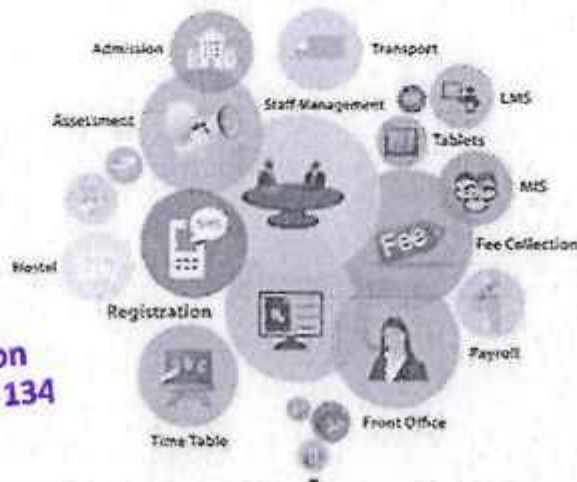 Admission
Transport
Assessment
Staff Management
LMS
Tablets
MIS
SMS
Fee
Fee Collection
Hostel
Registration
Payroll
on
134
Front Office
Time Table